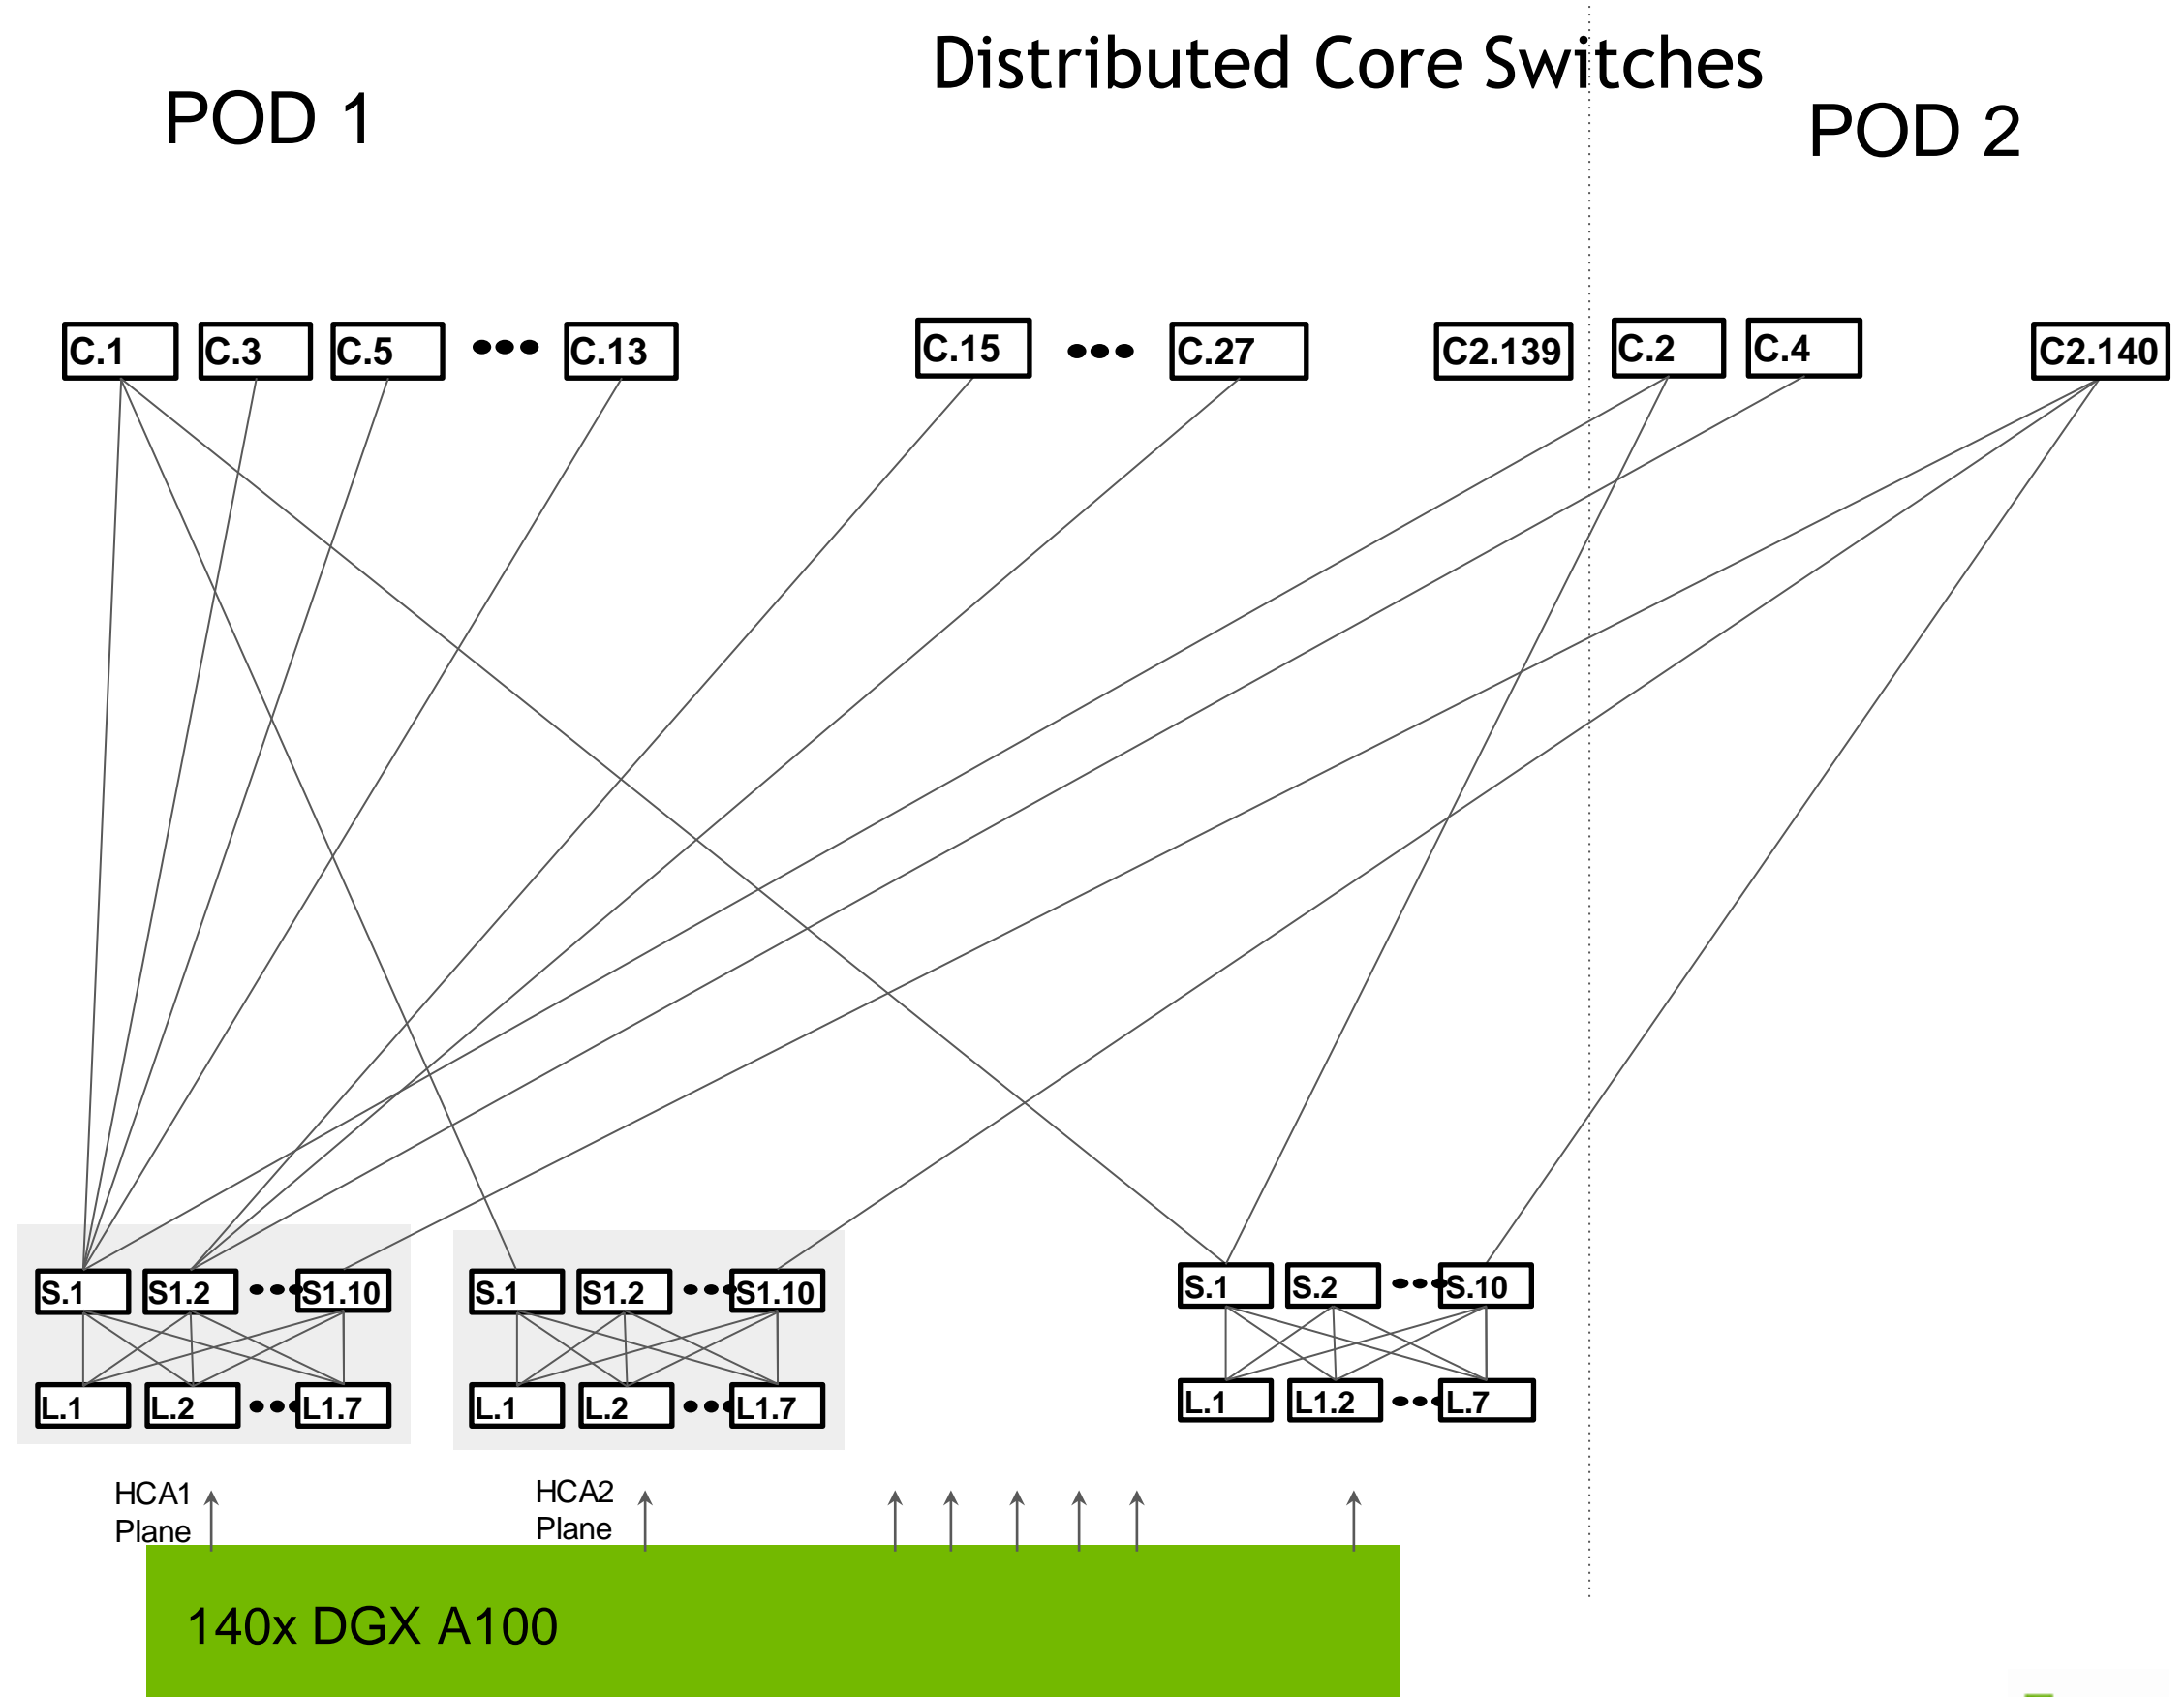 Distributed Core Switches
POD 1
POD 2
C.1
C.3
C.5
C.13
C.15
C.27
C2.139
C.2
C.4
C2.140
S.1
S1.2
S1.10
S.1
S1.2
S1.10
S.1
S.2
S.10
L.1
L.2
L1.7
L.1
L.2
L1.7
L.1
L1.2
L.7
HCA1
Plane
HCA2
Plane
140x DGX A100